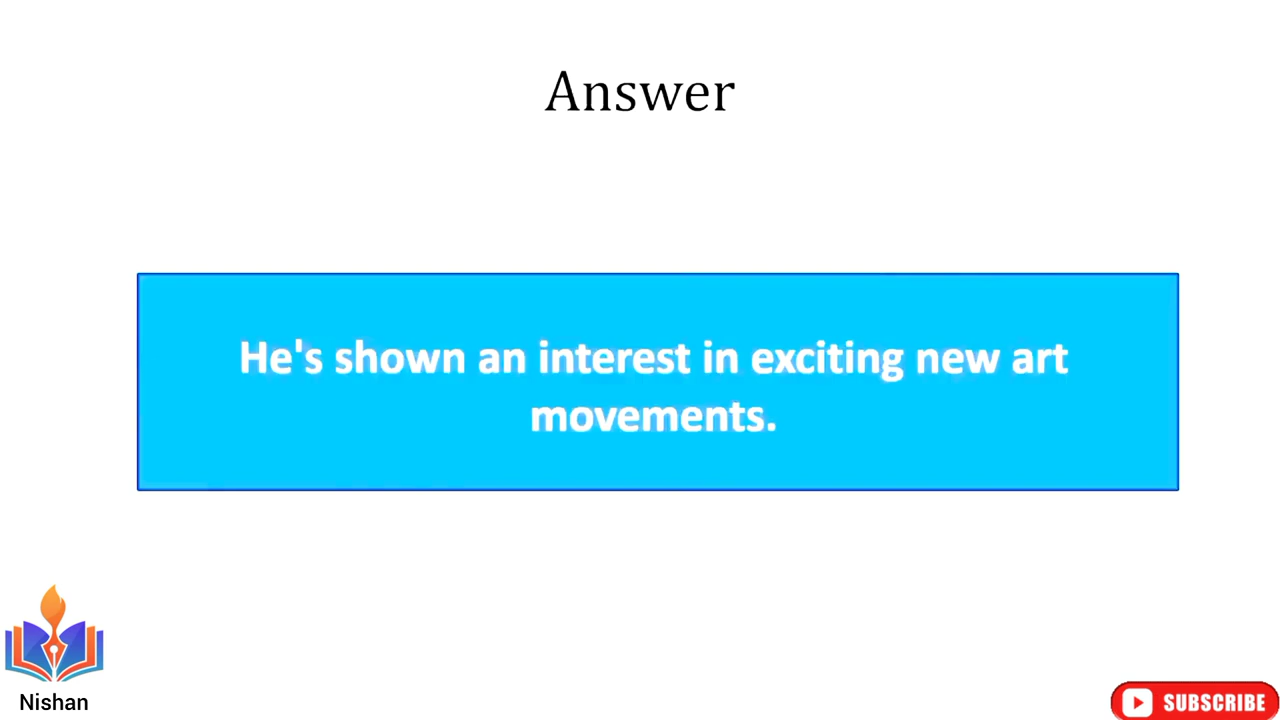 Answer
He's shown an interest in exciting new art
movements.
Nishan
SUBSCRIBE